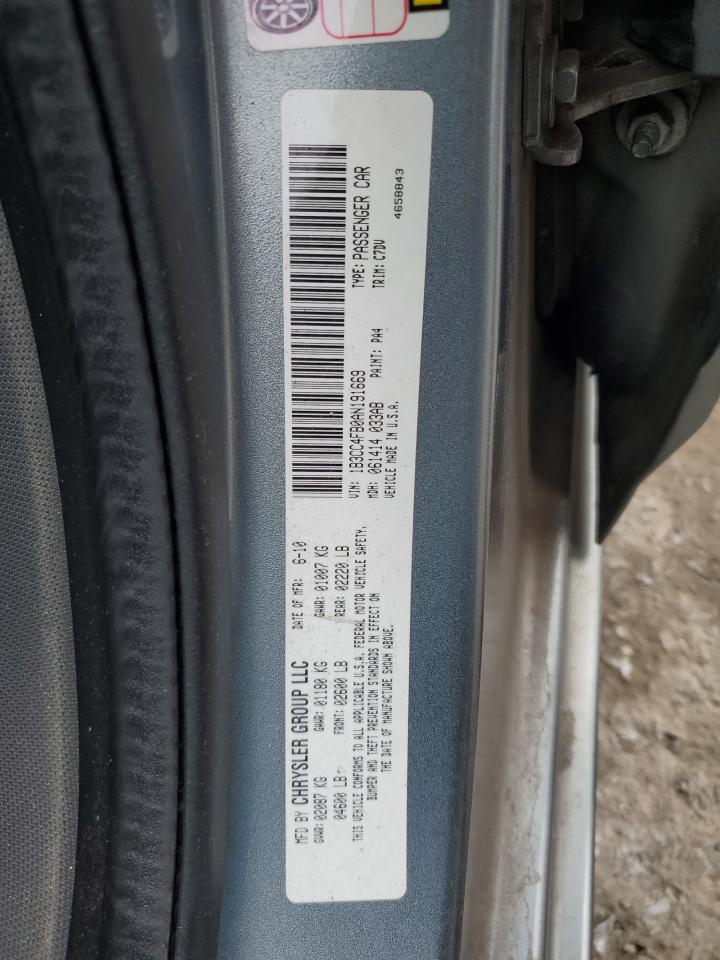 MFD BY CHRYSLER GROUP LLC DATE OF MFR: 6-10
GVWR: 02087 KG GAWR: 01180 KG GAWR: 01007 KG
04600 LB FRONT: 02600 LB REAR: 02220 LB
THIS VEHICLE CONFORMS TO ALL APPLICABLE U.S.A. FEDERAL MOTOR VEHICLE SAFETY,
BUMPER AND THEFT PREVENTION STANDARDS IN EFFECT ON
THE DATE OF MANUFACTURE SHOWN ABOVE.
VIN: 1B3CC4FB0AN191669 TYPE: PASSENGER CAR
MDH: 061414 033AB PAINT: PA4 TRIM: C7DV
VEHICLE MADE IN U.S.A. 4658843